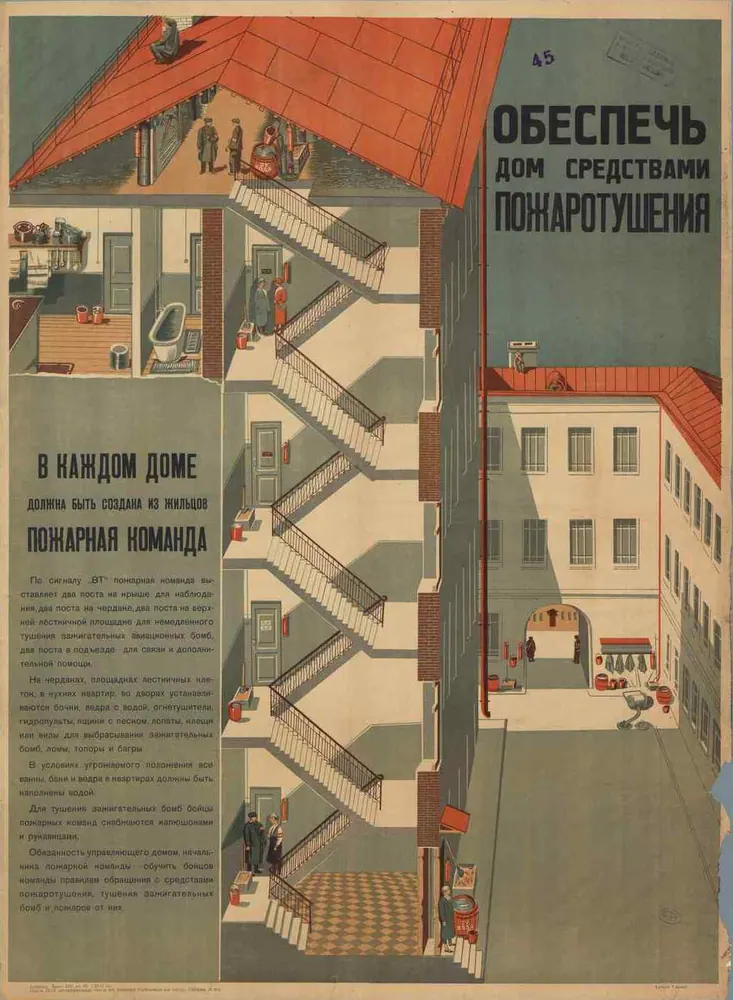 45
ОБЕСПЕЧЬ
ДОМ СРЕДСТВАМИ
ПОЖАРОТУШЕНИЯ
В КАЖДОМ ДОМЕ
ДОЛЖНА БЫТЬ СОЗДАНА ИЗ ЖИЛЬЦОВ
ПОЖАРНАЯ КОМАНДА
По сигналу „ВТ" пожарная команда вы-
ставляет два поста на крыше для наблюде-
ния, два поста на чердаке, два поста на верх-
ней лестничной площадке для немедленного
тушения зажигательных авиационных бомб,
два поста в подъезде для связи и дополни-
тельной помощи.
На чердаках, площадках лестничных кле-
ток, в кухнях квартир, во дворах устанавли-
ваются бочки, ведра с водой, огнетушители,
гидропульты, ящики с песком, лопаты, клещи
или вилы для выбрасывания зажигательных
бомб, ломы, топоры и багры.
В условиях угрожаемого положения все
ванны, баки и ведра в квартирах должны быть
наполнены водой.
Для тушения зажигательных бомб бойцы
пожарных команд снабжаются капюшонами
и рукавицами.
Обязанность управляющего домом, началь-
ника пожарной команды обучить бойцов
команды правилам обращения с средствами
пожаротушения, тушения зажигательных
бомб и пожаров от них.